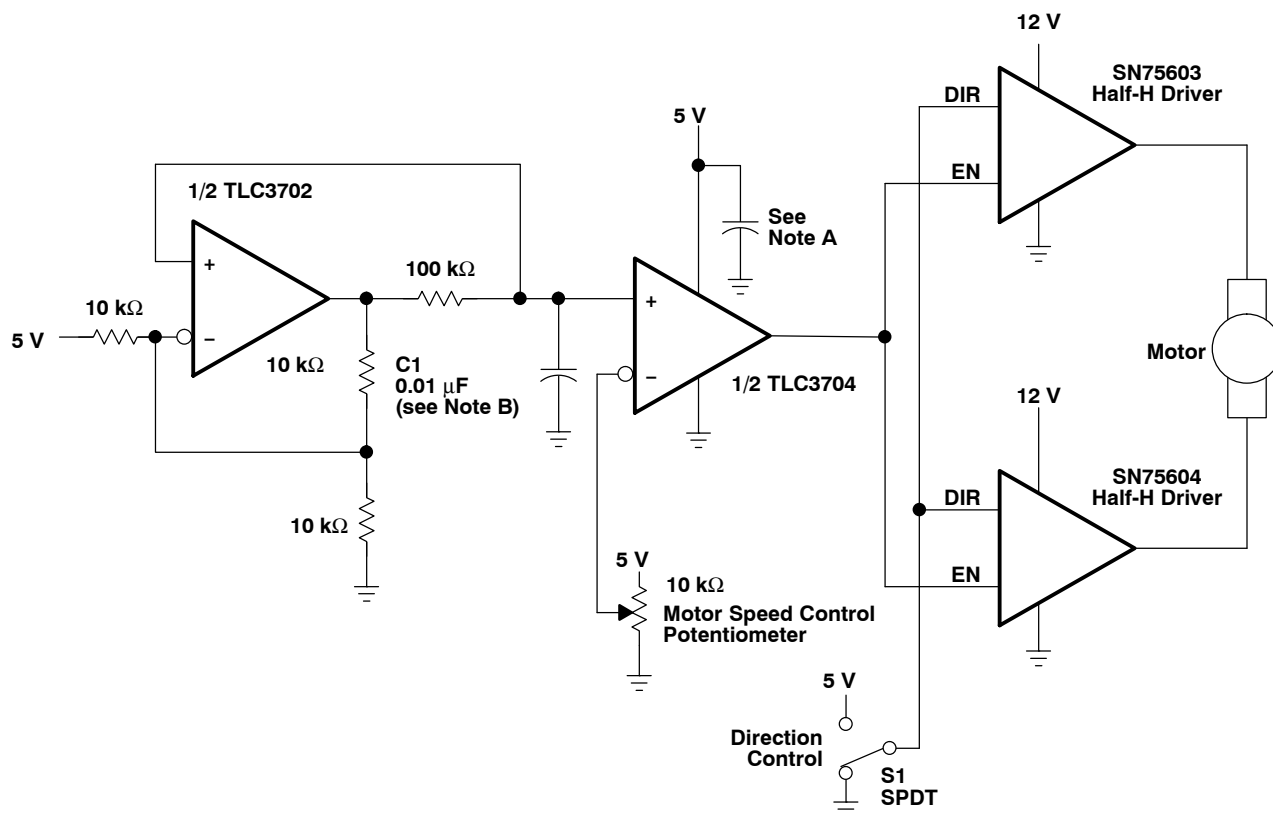 12 V
SN75603
Half-H Driver
DIR
5 V
EN
1/2 TLC3702
See
Note A
+
100 kΩ
10 kΩ
+
5 V
–
10 kΩ
C1
0.01 μF
(see Note B)
–
1/2 TLC3704
Motor
12 V
SN75604
Half-H Driver
DIR
10 kΩ
5 V
EN
10 kΩ
Motor Speed Control
Potentiometer
5 V
Direction
Control
S1
SPDT